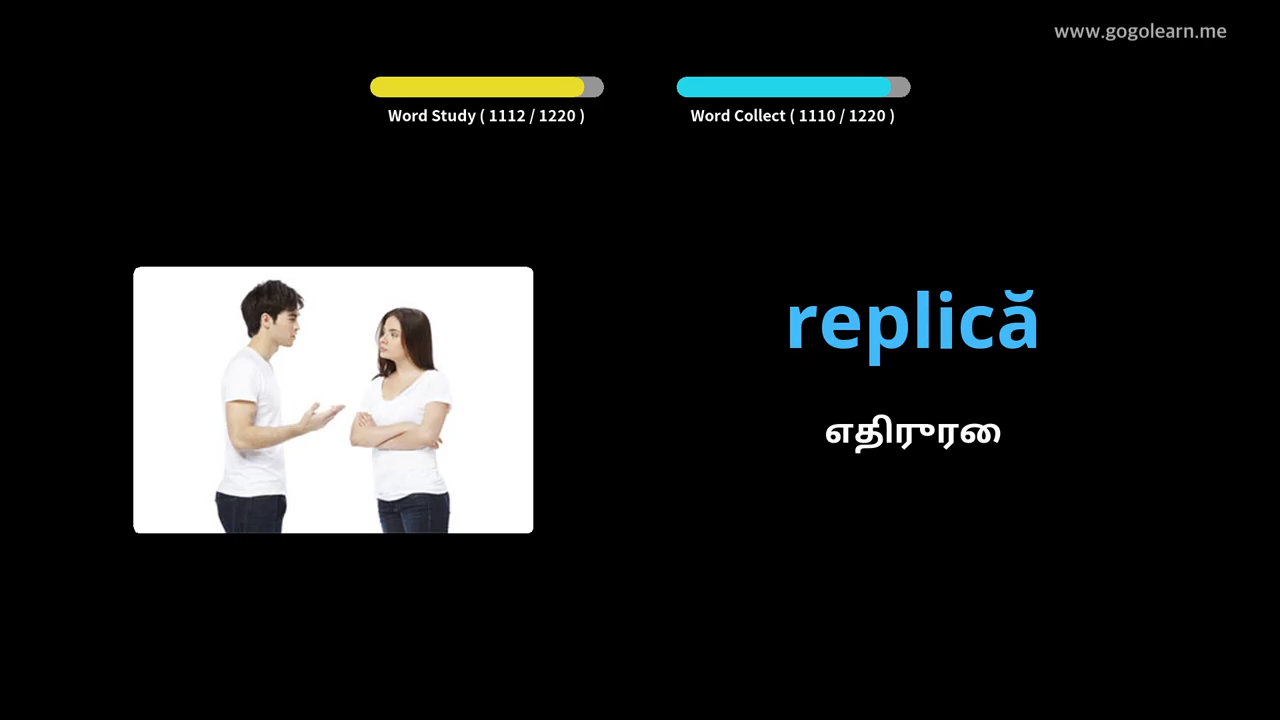 www.gogolearn.me
Word Study ( 1112 / 1220 )
Word Collect ( 1110 / 1220 )
replică
எதிருரை